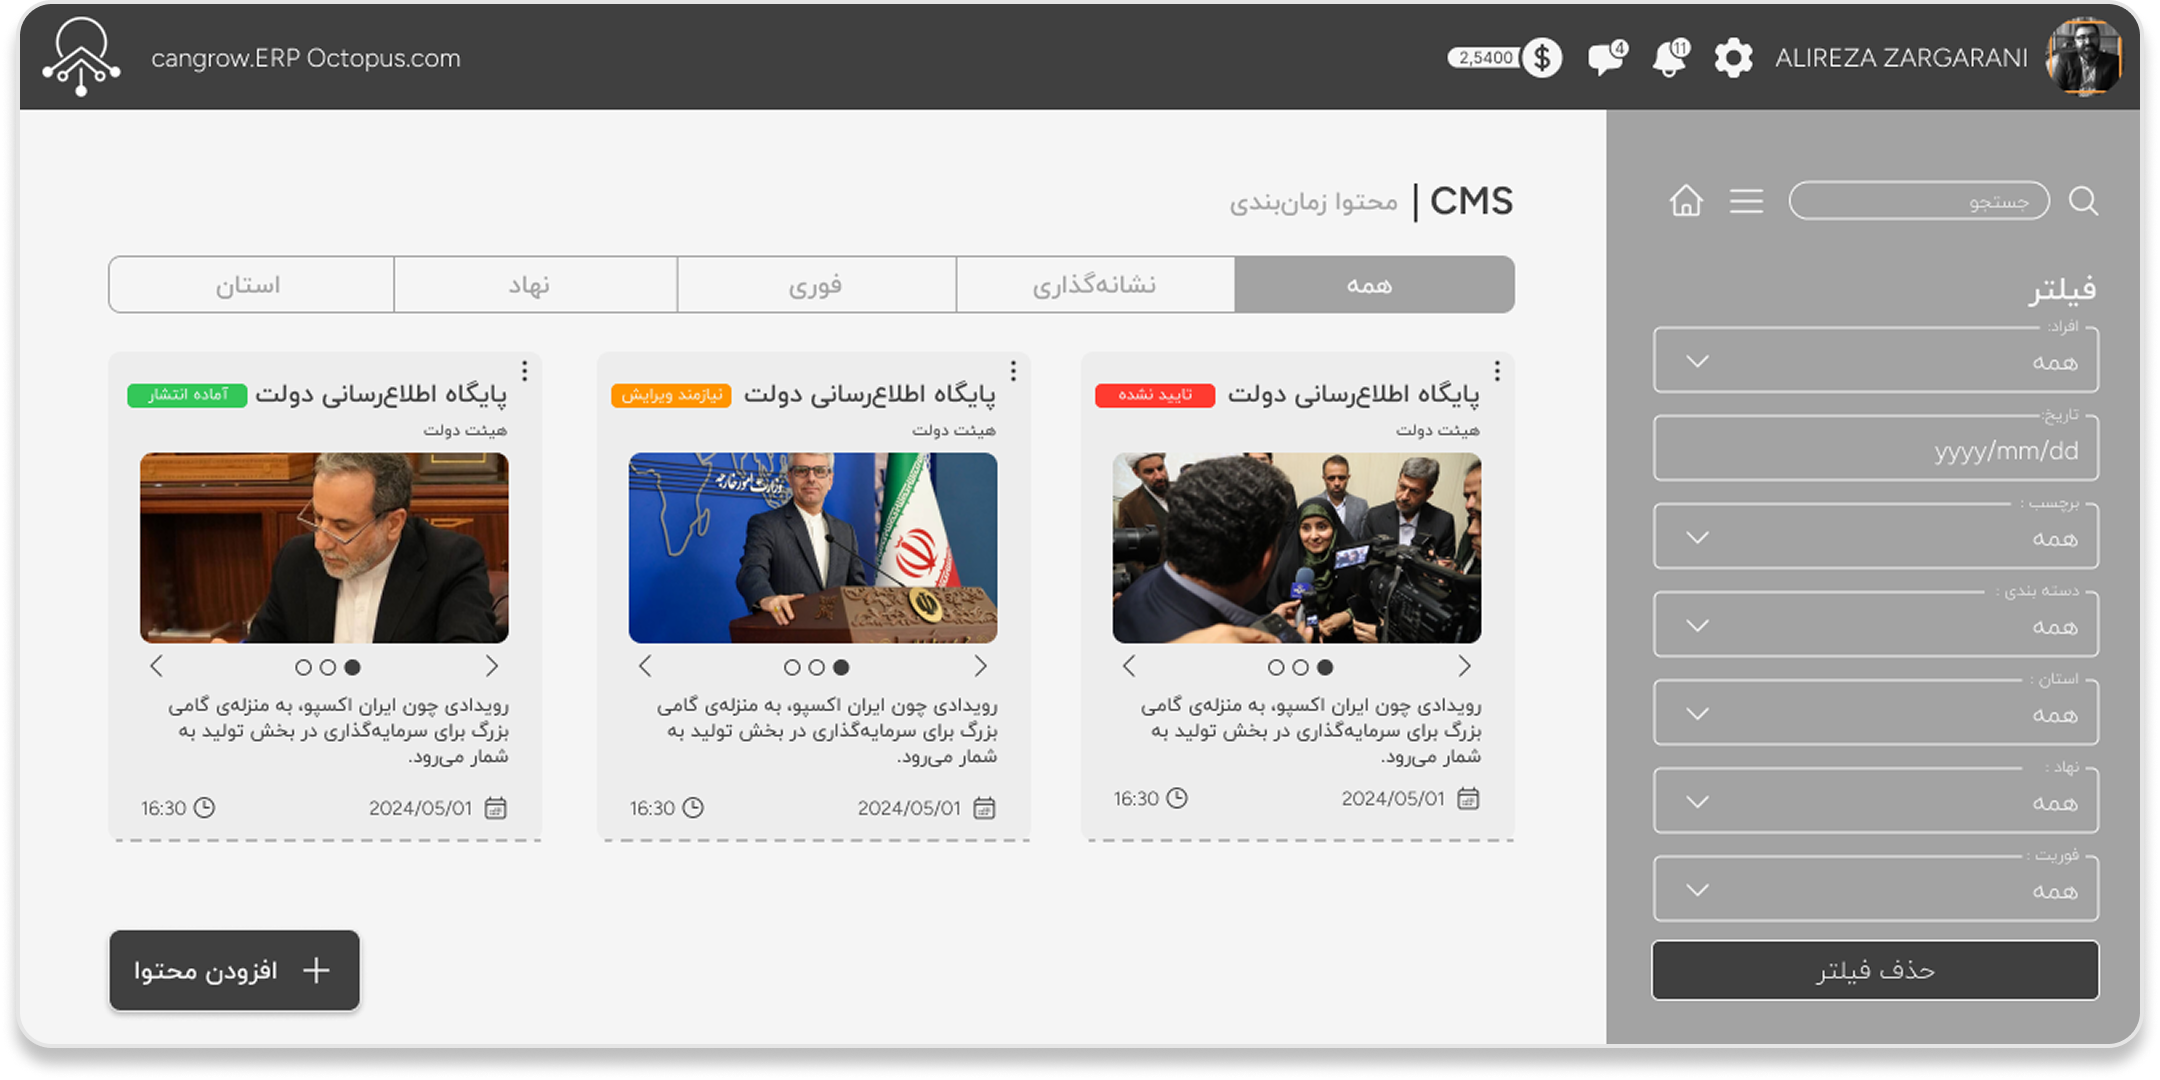 cangrow.ERP Octopus.com
2,5400
$
4
11
ALIREZA ZARGARANI
CMS | محتوا زمان‌بندی
همه
نشانه‌گذاری
فوری
نهاد
استان
پایگاه اطلاع‌رسانی دولت
تایید نشده
هیئت دولت
رویدادی چون ایران اکسپو، به منزله‌ی گامی
بزرگ برای سرمایه‌گذاری در بخش تولید به
شمار می‌رود.
2024/05/01
16:30
پایگاه اطلاع‌رسانی دولت
نیازمند ویرایش
هیئت دولت
وزارت امور خارجه
رویدادی چون ایران اکسپو، به منزله‌ی گامی
بزرگ برای سرمایه‌گذاری در بخش تولید به
شمار می‌رود.
2024/05/01
16:30
پایگاه اطلاع‌رسانی دولت
آماده انتشار
هیئت دولت
رویدادی چون ایران اکسپو، به منزله‌ی گامی
بزرگ برای سرمایه‌گذاری در بخش تولید به
شمار می‌رود.
2024/05/01
16:30
افزودن محتوا
جستجو
فیلتر
افراد:
همه
تاریخ:
yyyy/mm/dd
برچسب :
همه
دسته بندی :
همه
استان :
همه
نهاد :
همه
فوریت :
همه
حذف فیلتر